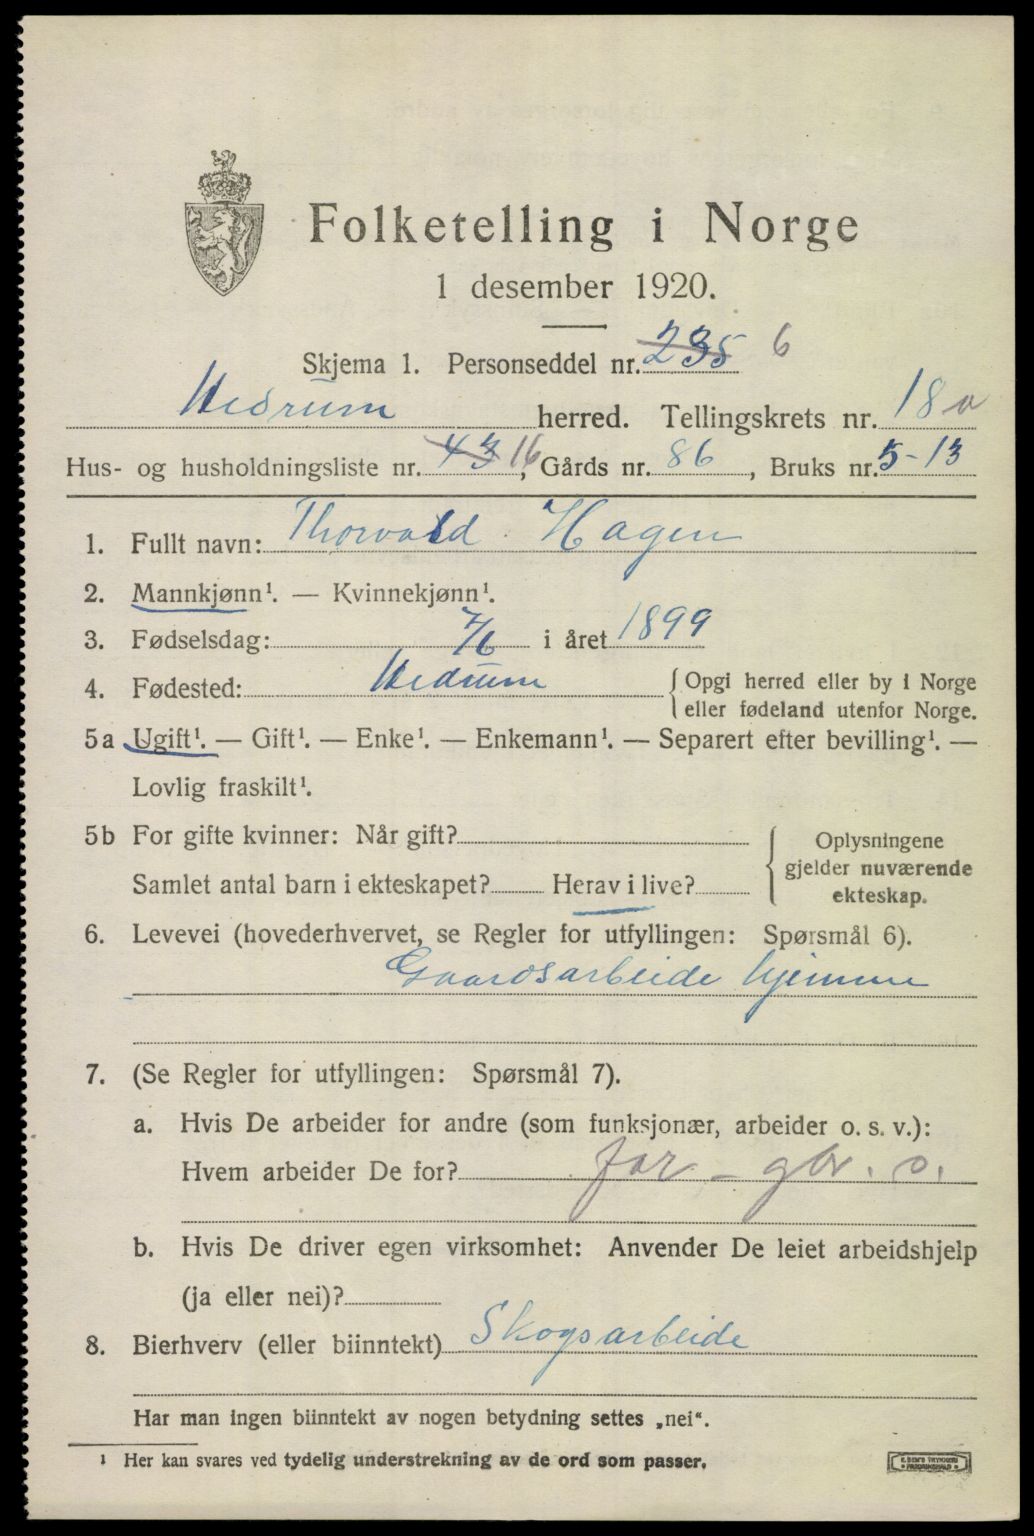 Folketelling i Norge
1 desember 1920.
Skjema 1. Personseddel nr. 235 6
Hedrum herred. Tellingskrets nr. 18 a
Hus- og husholdningsliste nr. 43 16, Gårds nr. 86, Bruks nr. 5-13
1. Fullt navn: Thorvald Hagen
2. Mannkjønn¹. — Kvinnekjønn¹.
3. Fødselsdag: 7/6 i året 1899
4. Fødested: Hedrum { Opgi herred eller by i Norge
eller fødeland utenfor Norge.
5a Ugift¹. — Gift¹. — Enke¹. — Enkemann¹. — Separert efter bevilling¹. —
Lovlig fraskilt¹.
5b For gifte kvinner: Når gift? { Oplysningene
gjelder nuværende
ekteskap.
Samlet antal barn i ekteskapet? Herav i live?
6. Levevei (hovederhvervet, se Regler for utfyllingen: Spørsmål 6).
Gaardsarbeide hjemme
7. (Se Regler for utfyllingen: Spørsmål 7).
a. Hvis De arbeider for andre (som funksjonær, arbeider o. s. v.):
Hvem arbeider De for? far - gbr. s.
b. Hvis De driver egen virksomhet: Anvender De leiet arbeidshjelp
(ja eller nei)?
8. Bierhverv (eller biinntekt) Skogsarbeide
Har man ingen biinntekt av nogen betydning settes „nei“.
¹ Her kan svares ved tydelig understrekning av de ord som passer.